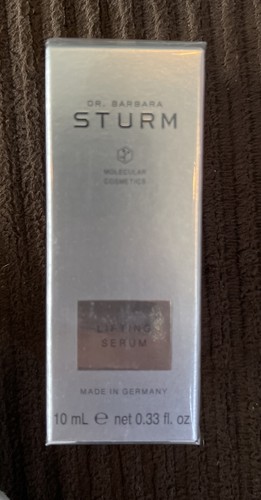 DR. BARBARA
STURM
MOLECULAR
COSMETICS
LIFTING
SERUM
MADE IN GERMANY
10 mL ℮ net 0.33 fl. oz